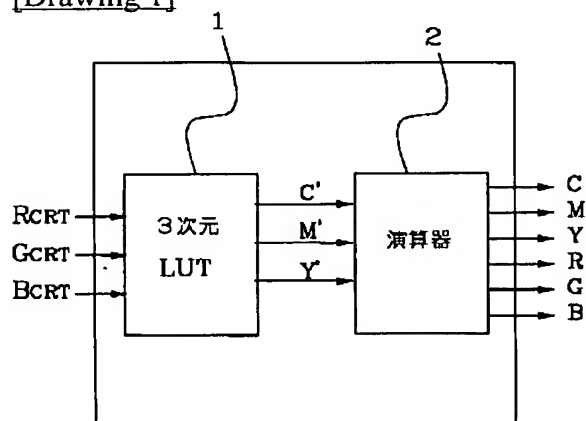 [Drawing 1]
1
2
RCRT
GCRT
BCRT
3次元
LUT
C'
M'
Y'
演算器
C
M
Y
R
G
B